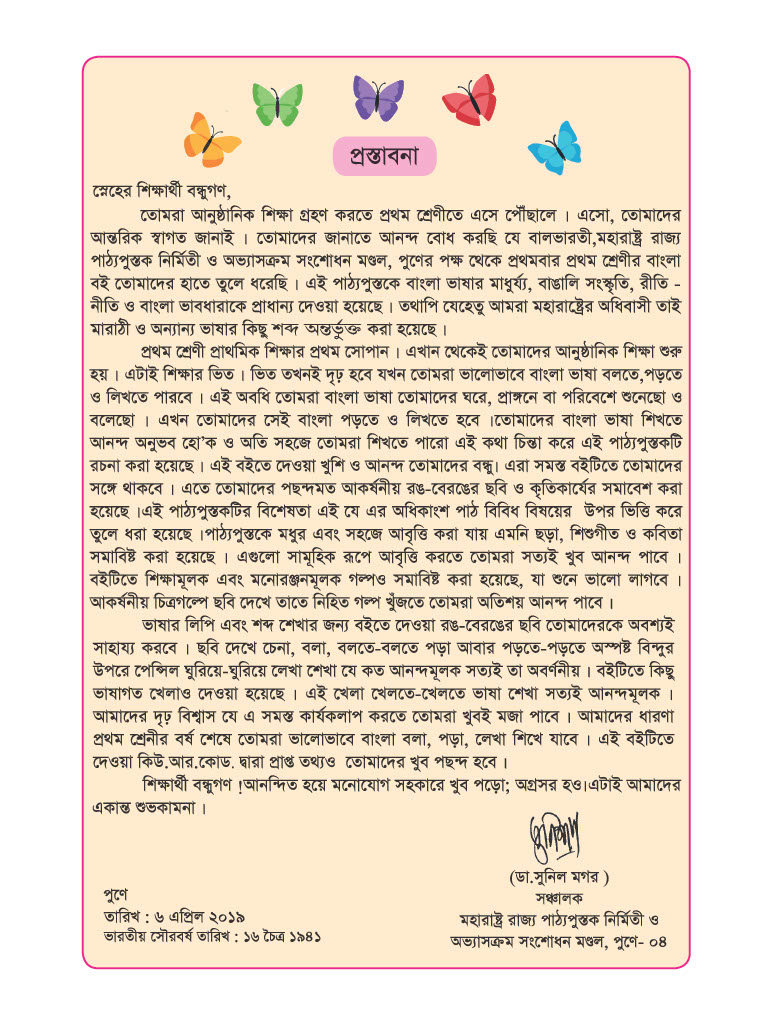 প্রস্তাবনা
স্নেহের শিক্ষার্থী বন্ধুগণ,
তোমরা আনুষ্ঠানিক শিক্ষা গ্রহণ করতে প্রথম শ্রেণীতে এসে পৌঁছালে । এসো, তোমাদের
আন্তরিক স্বাগত জানাই । তোমাদের জানাতে আনন্দ বোধ করছি যে বালভারতী,মহারাষ্ট্র রাজ্য
পাঠ্যপুস্তক নির্মিতী ও অভ্যাসক্রম সংশোধন মণ্ডল, পুণের পক্ষ থেকে প্রথমবার প্রথম শ্রেণীর বাংলা
বই তোমাদের হাতে তুলে ধরেছি । এই পাঠ্যপুস্তকে বাংলা ভাষার মাধুর্য্য, বাঙালি সংস্কৃতি, রীতি -
নীতি ও বাংলা ভাবধারাকে প্রাধান্য দেওয়া হয়েছে । তথাপি যেহেতু আমরা মহারাষ্ট্রের অধিবাসী তাই
মারাঠী ও অন্যান্য ভাষার কিছু শব্দ অন্তর্ভুক্ত করা হয়েছে ।
প্রথম শ্রেণী প্রাথমিক শিক্ষার প্রথম সোপান । এখান থেকেই তোমাদের আনুষ্ঠানিক শিক্ষা শুরু
হয় । এটাই শিক্ষার ভিত । ভিত তখনই দৃঢ় হবে যখন তোমরা ভালোভাবে বাংলা ভাষা বলতে,পড়তে
ও লিখতে পারবে । এই অবধি তোমরা বাংলা ভাষা তোমাদের ঘরে, প্রাঙ্গনে বা পরিবেশে শুনেছো ও
বলেছো । এখন তোমাদের সেই বাংলা পড়তে ও লিখতে হবে ।তোমাদের বাংলা ভাষা শিখতে
আনন্দ অনুভব হো'ক ও অতি সহজে তোমরা শিখতে পারো এই কথা চিন্তা করে এই পাঠ্যপুস্তকটি
রচনা করা হয়েছে । এই বইতে দেওয়া খুশি ও আনন্দ তোমাদের বন্ধু। এরা সমস্ত বইটিতে তোমাদের
সঙ্গে থাকবে । এতে তোমাদের পছন্দমত আকর্ষনীয় রঙ-বেরঙের ছবি ও কৃতিকার্যের সমাবেশ করা
হয়েছে ।এই পাঠ্যপুস্তকটির বিশেষতা এই যে এর অধিকাংশ পাঠ বিবিধ বিষয়ের উপর ভিত্তি করে
তুলে ধরা হয়েছে ।পাঠ্যপুস্তকে মধুর এবং সহজে আবৃত্তি করা যায় এমনি ছড়া, শিশুগীত ও কবিতা
সমাবিষ্ট করা হয়েছে । এগুলো সামূহিক রূপে আবৃত্তি করতে তোমরা সত্যই খুব আনন্দ পাবে ।
বইটিতে শিক্ষামূলক এবং মনোরঞ্জনমূলক গল্পও সমাবিষ্ট করা হয়েছে, যা শুনে ভালো লাগবে ।
আকর্ষনীয় চিত্রগল্পে ছবি দেখে তাতে নিহিত গল্প খুঁজতে তোমরা অতিশয় আনন্দ পাবে ।
ভাষার লিপি এবং শব্দ শেখার জন্য বইতে দেওয়া রঙ-বেরঙের ছবি তোমাদেরকে অবশ্যই
সাহায্য করবে । ছবি দেখে চেনা, বলা, বলতে-বলতে পড়া আবার পড়তে-পড়তে অস্পষ্ট বিন্দুর
উপরে পেন্সিল ঘুরিয়ে-ঘুরিয়ে লেখা শেখা যে কত আনন্দমূলক সত্যই তা অবর্ণনীয় । বইটিতে কিছু
ভাষাগত খেলাও দেওয়া হয়েছে । এই খেলা খেলতে-খেলতে ভাষা শেখা সত্যই আনন্দমূলক ।
আমাদের দৃঢ় বিশ্বাস যে এ সমস্ত কার্যকলাপ করতে তোমরা খুবই মজা পাবে । আমাদের ধারণা
প্রথম শ্রেনীর বর্ষ শেষে তোমরা ভালোভাবে বাংলা বলা, পড়া, লেখা শিখে যাবে । এই বইটিতে
দেওয়া কিউ.আর.কোড. দ্বারা প্রাপ্ত তথ্যও তোমাদের খুব পছন্দ হবে ।
শিক্ষার্থী বন্ধুগণ !আনন্দিত হয়ে মনোযোগ সহকারে খুব পড়ো; অগ্রসর হও।এটাই আমাদের
একান্ত শুভকামনা ।
(ডা.সুনিল মগর )
সঞ্চালক
মহারাষ্ট্র রাজ্য পাঠ্যপুস্তক নির্মিতী ও
অভ্যাসক্রম সংশোধন মণ্ডল, পুণে- ০৪
পুণে
তারিখ : ৬ এপ্রিল ২০১৯
ভারতীয় সৌরবর্ষ তারিখ : ১৬ চৈত্র ১৯৪১